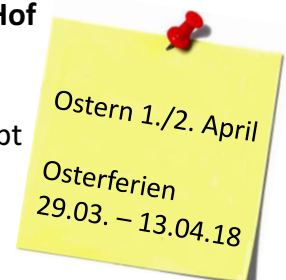 Hof
Ostern 1./2. April
Osterferien
29.03. – 13.04.18